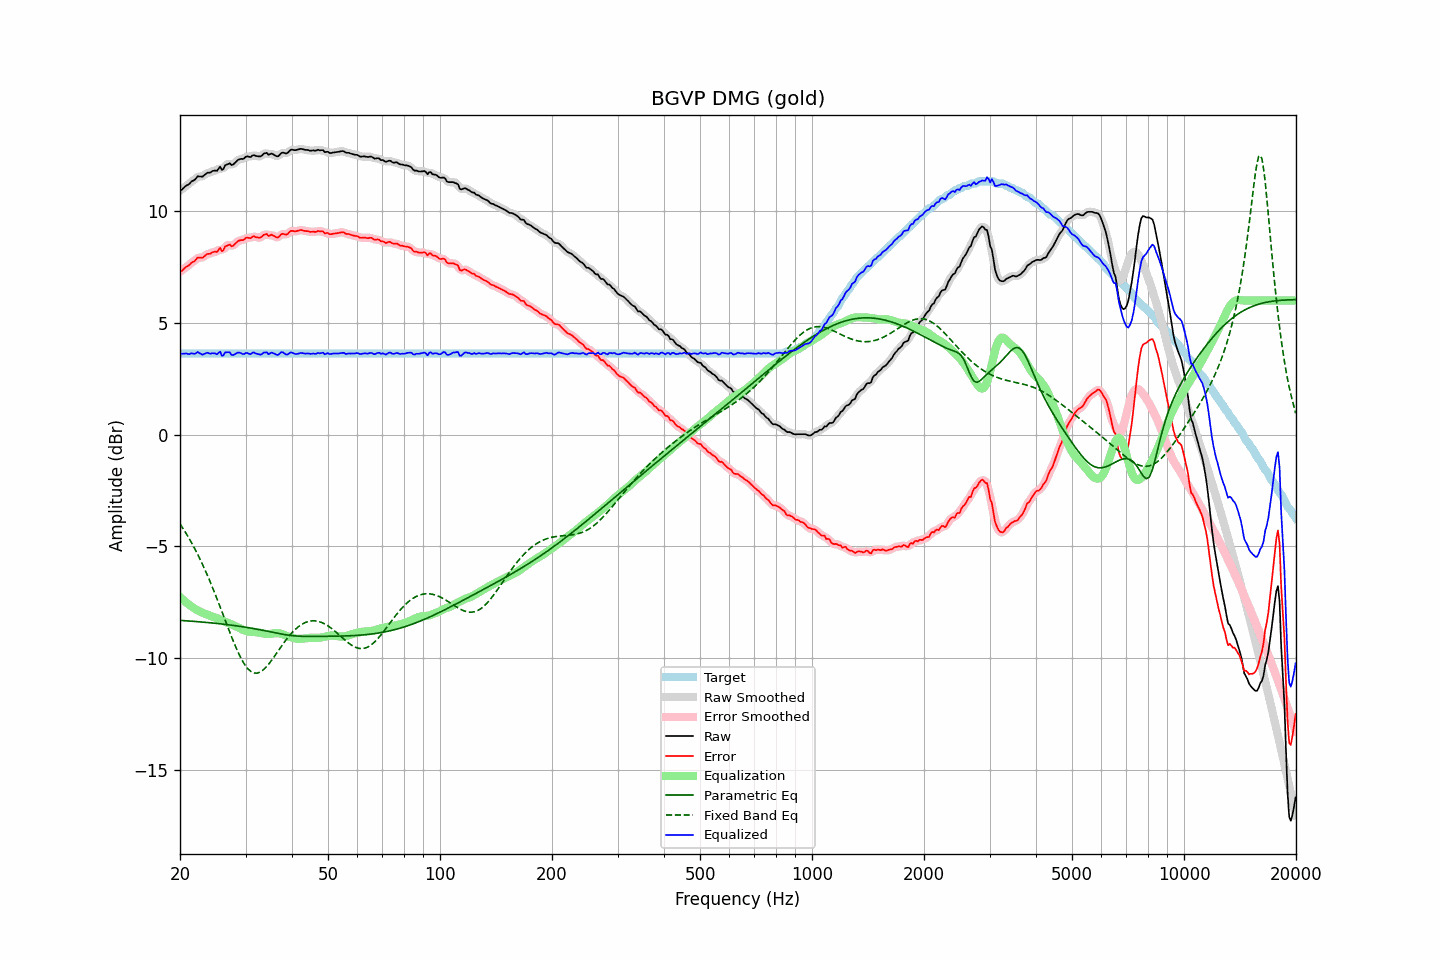 BGVP DMG (gold)
Amplitude (dBr)
10
5
0
−5
−10
−15
Target
Raw Smoothed
Error Smoothed
Raw
Error
Equalization
Parametric Eq
Fixed Band Eq
Equalized
20 50 100 200 500 1000 2000 5000 10000 20000
Frequency (Hz)